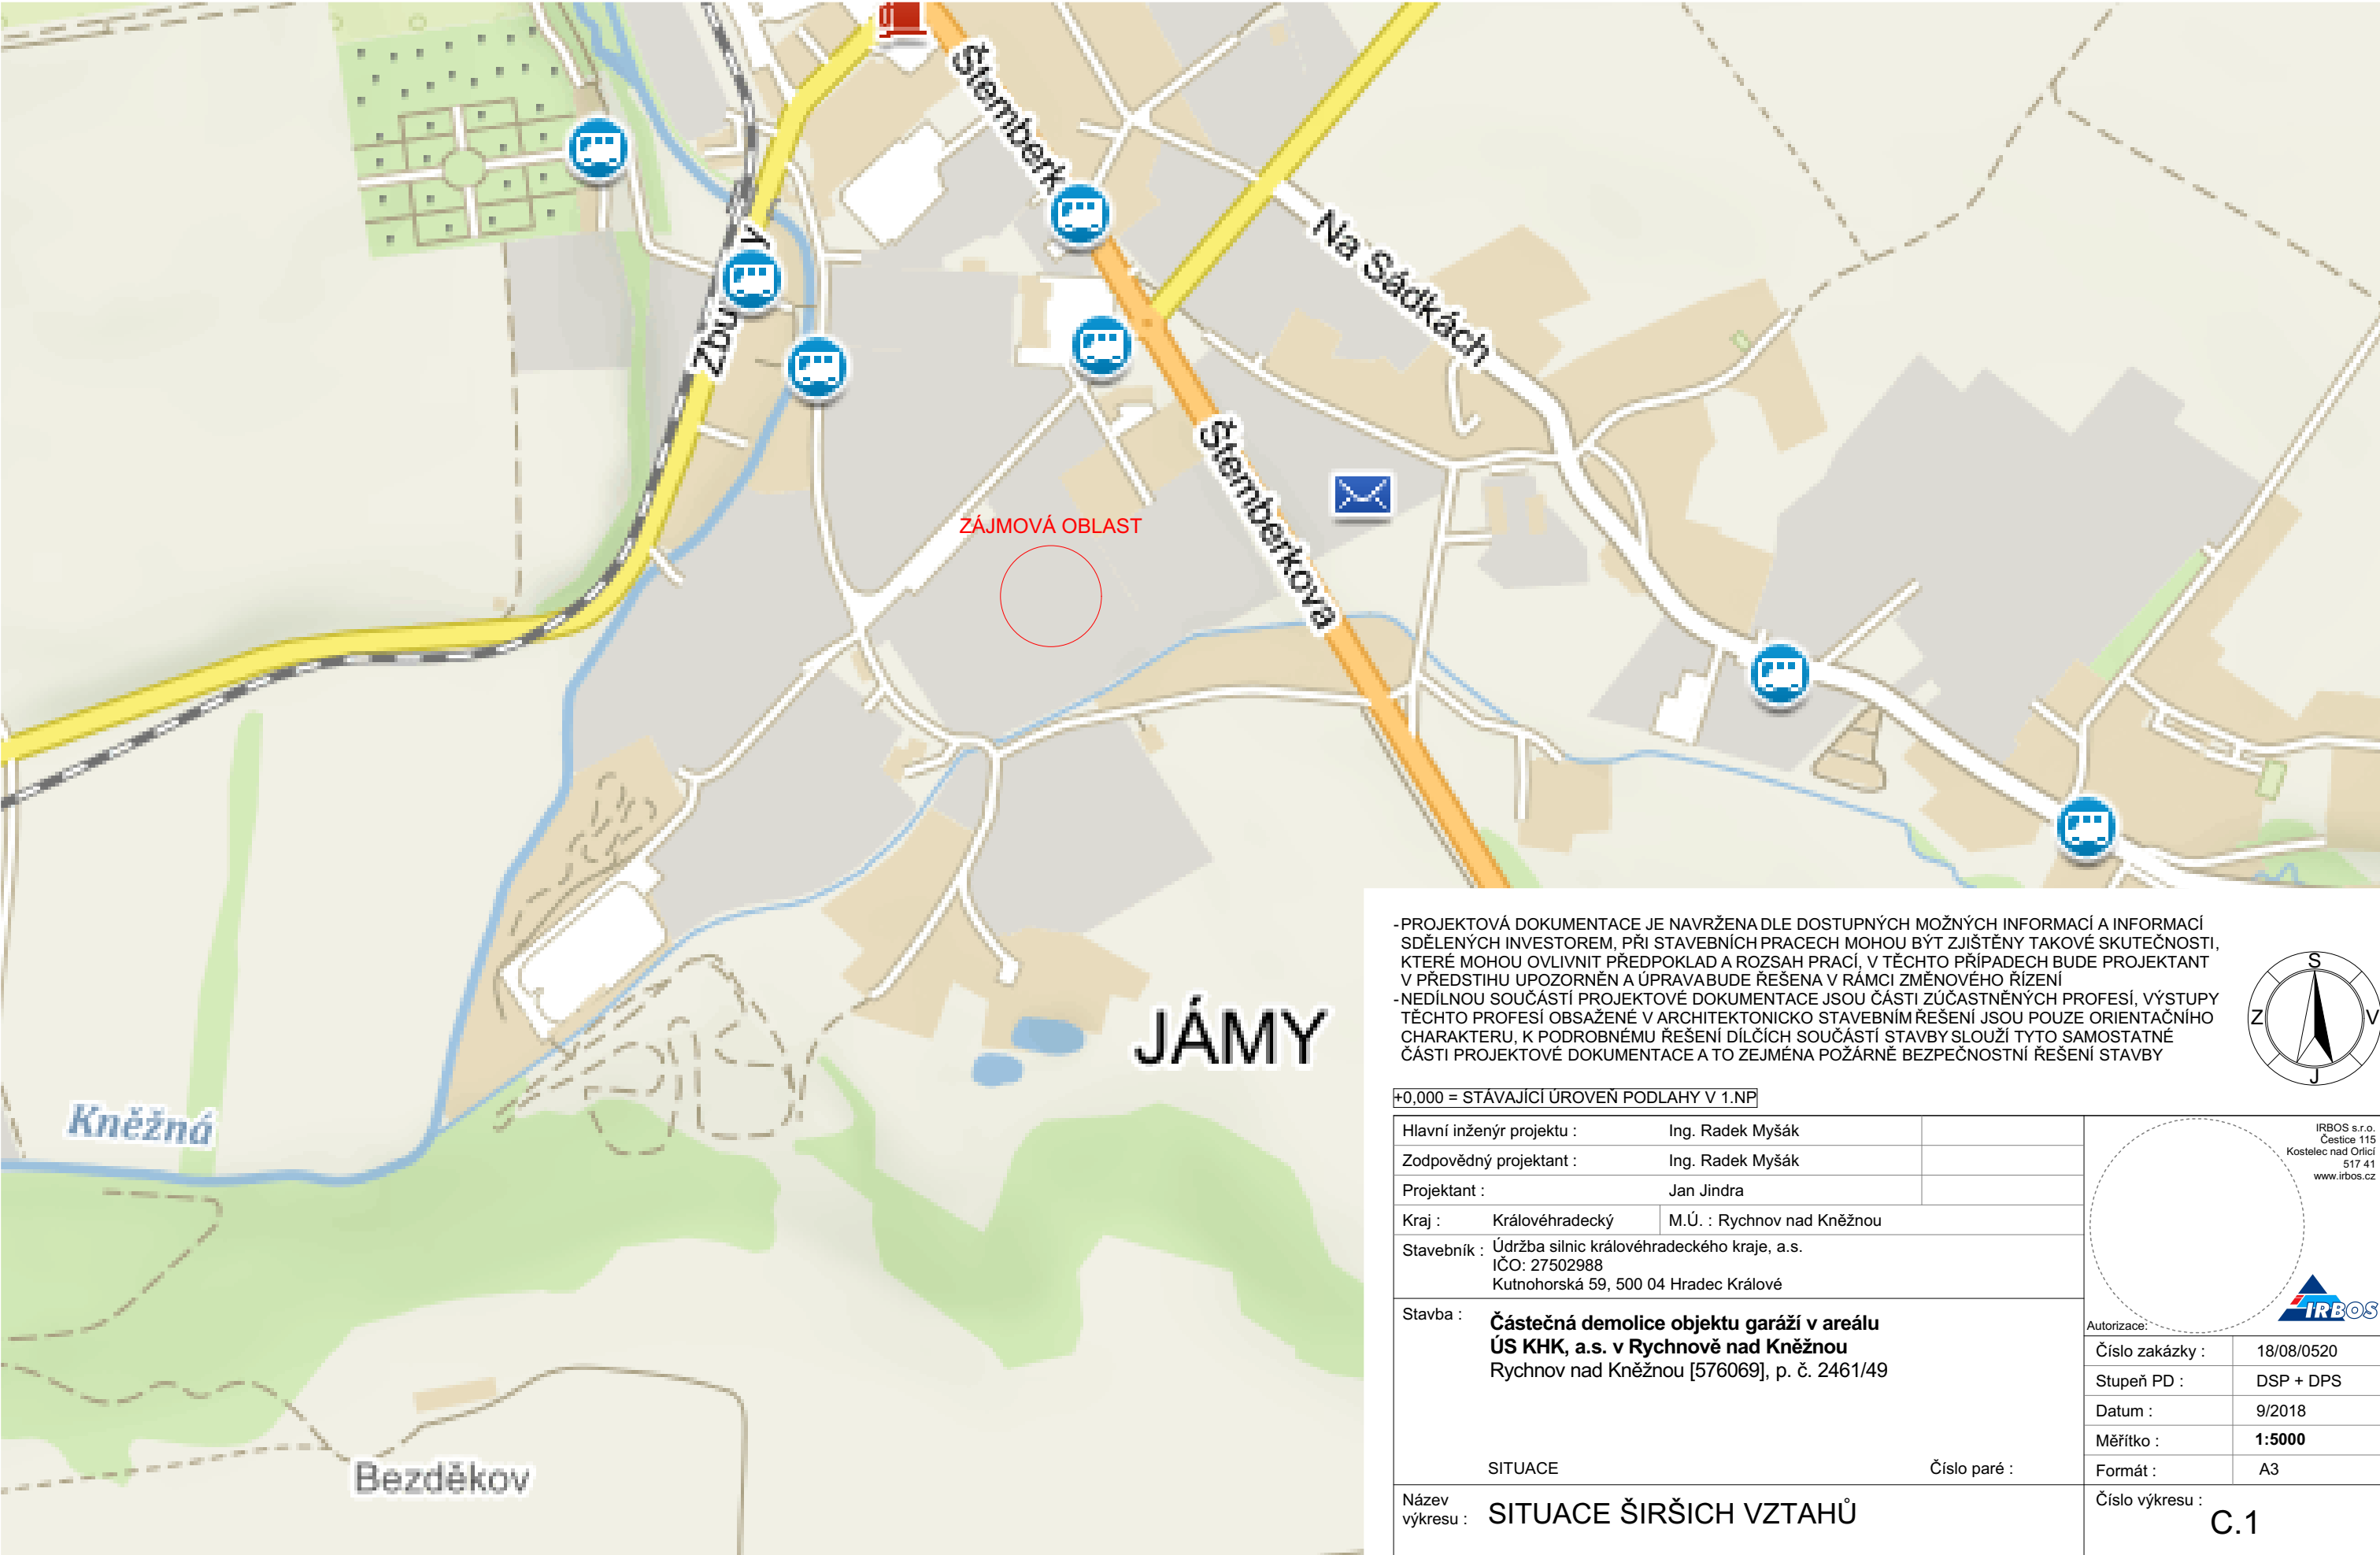 Štemberk
Zbu
y
Na Sádkách
Štemberkova
ZÁJMOVÁ OBLAST
JÁMY
Kněžná
Bezděkov
-PROJEKTOVÁ DOKUMENTACE JE NAVRŽENA DLE DOSTUPNÝCH MOŽNÝCH INFORMACÍ A INFORMACÍ
SDĚLENÝCH INVESTOREM, PŘI STAVEBNÍCH PRACECH MOHOU BÝT ZJIŠTĚNY TAKOVÉ SKUTEČNOSTI,
KTERÉ MOHOU OVLIVNIT PŘEDPOKLAD A ROZSAH PRACÍ, V TĚCHTO PŘÍPADECH BUDE PROJEKTANT
V PŘEDSTIHU UPOZORNĚN A ÚPRAVA BUDE ŘEŠENA V RÁMCI ZMĚNOVÉHO ŘÍZENÍ
-NEDÍLNOU SOUČÁSTÍ PROJEKTOVÉ DOKUMENTACE JSOU ČÁSTI ZÚČASTNĚNÝCH PROFESÍ, VÝSTUPY
TĚCHTO PROFESÍ OBSAŽENÉ V ARCHITEKTONICKO STAVEBNÍM ŘEŠENÍ JSOU POUZE ORIENTAČNÍHO
CHARAKTERU, K PODROBNÉMU ŘEŠENÍ DÍLČÍCH SOUČÁSTÍ STAVBY SLOUŽÍ TYTO SAMOSTATNÉ
ČÁSTI PROJEKTOVÉ DOKUMENTACE A TO ZEJMÉNA POŽÁRNĚ BEZPEČNOSTNÍ ŘEŠENÍ STAVBY
S
Z V
J
+0,000 = STÁVAJÍCÍ ÚROVEŇ PODLAHY V 1.NP
Hlavní inženýr projektu : Ing. Radek Myšák
Zodpovědný projektant : Ing. Radek Myšák
Projektant : Jan Jindra
Kraj : Královéhradecký M.Ú. : Rychnov nad Kněžnou
Stavebník : Údržba silnic královéhradeckého kraje, a.s.
IČO: 27502988
Kutnohorská 59, 500 04 Hradec Králové
Stavba : Částečná demolice objektu garáží v areálu
ÚS KHK, a.s. v Rychnově nad Kněžnou
Rychnov nad Kněžnou [576069], p. č. 2461/49
SITUACE Číslo paré :
Název
výkresu : SITUACE ŠIRŠICH VZTAHŮ
IRBOS s.r.o.
Čestice 115
Kostelec nad Orlicí
517 41
www.irbos.cz
IRBOS
Autorizace:
Číslo zakázky : 18/08/0520
Stupeň PD : DSP + DPS
Datum : 9/2018
Měřítko : 1:5000
Formát : A3
Číslo výkresu :
C.1